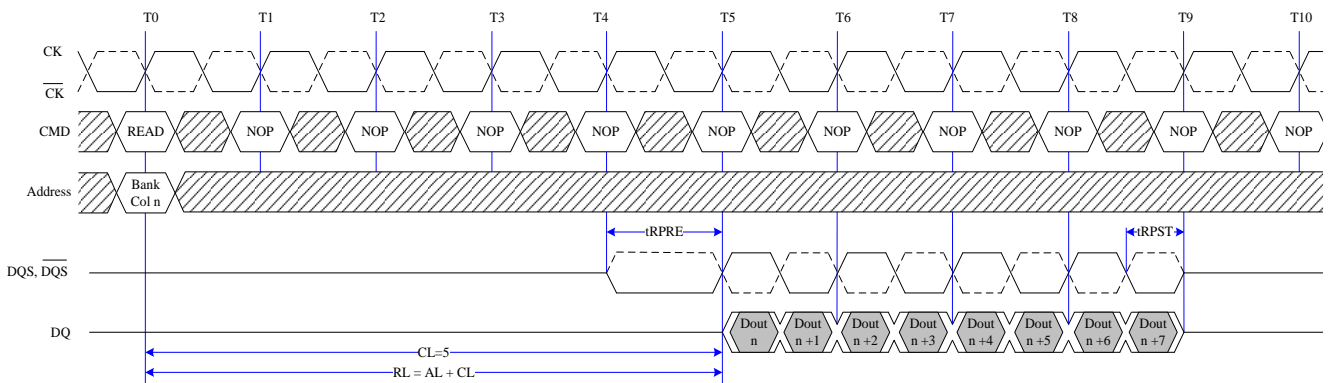 T0 T1 T2 T3 T4 T5 T6 T7 T8 T9 T10
CK
CK
CMD READ NOP NOP NOP NOP NOP NOP NOP NOP NOP NOP
Address Bank
Col n
tRPRE tRPST
DQS, DQS
DQ Dout Dout Dout Dout Dout Dout Dout Dout
n n +1 n +2 n +3 n +4 n +5 n +6 n +7
CL=5
RL = AL + CL